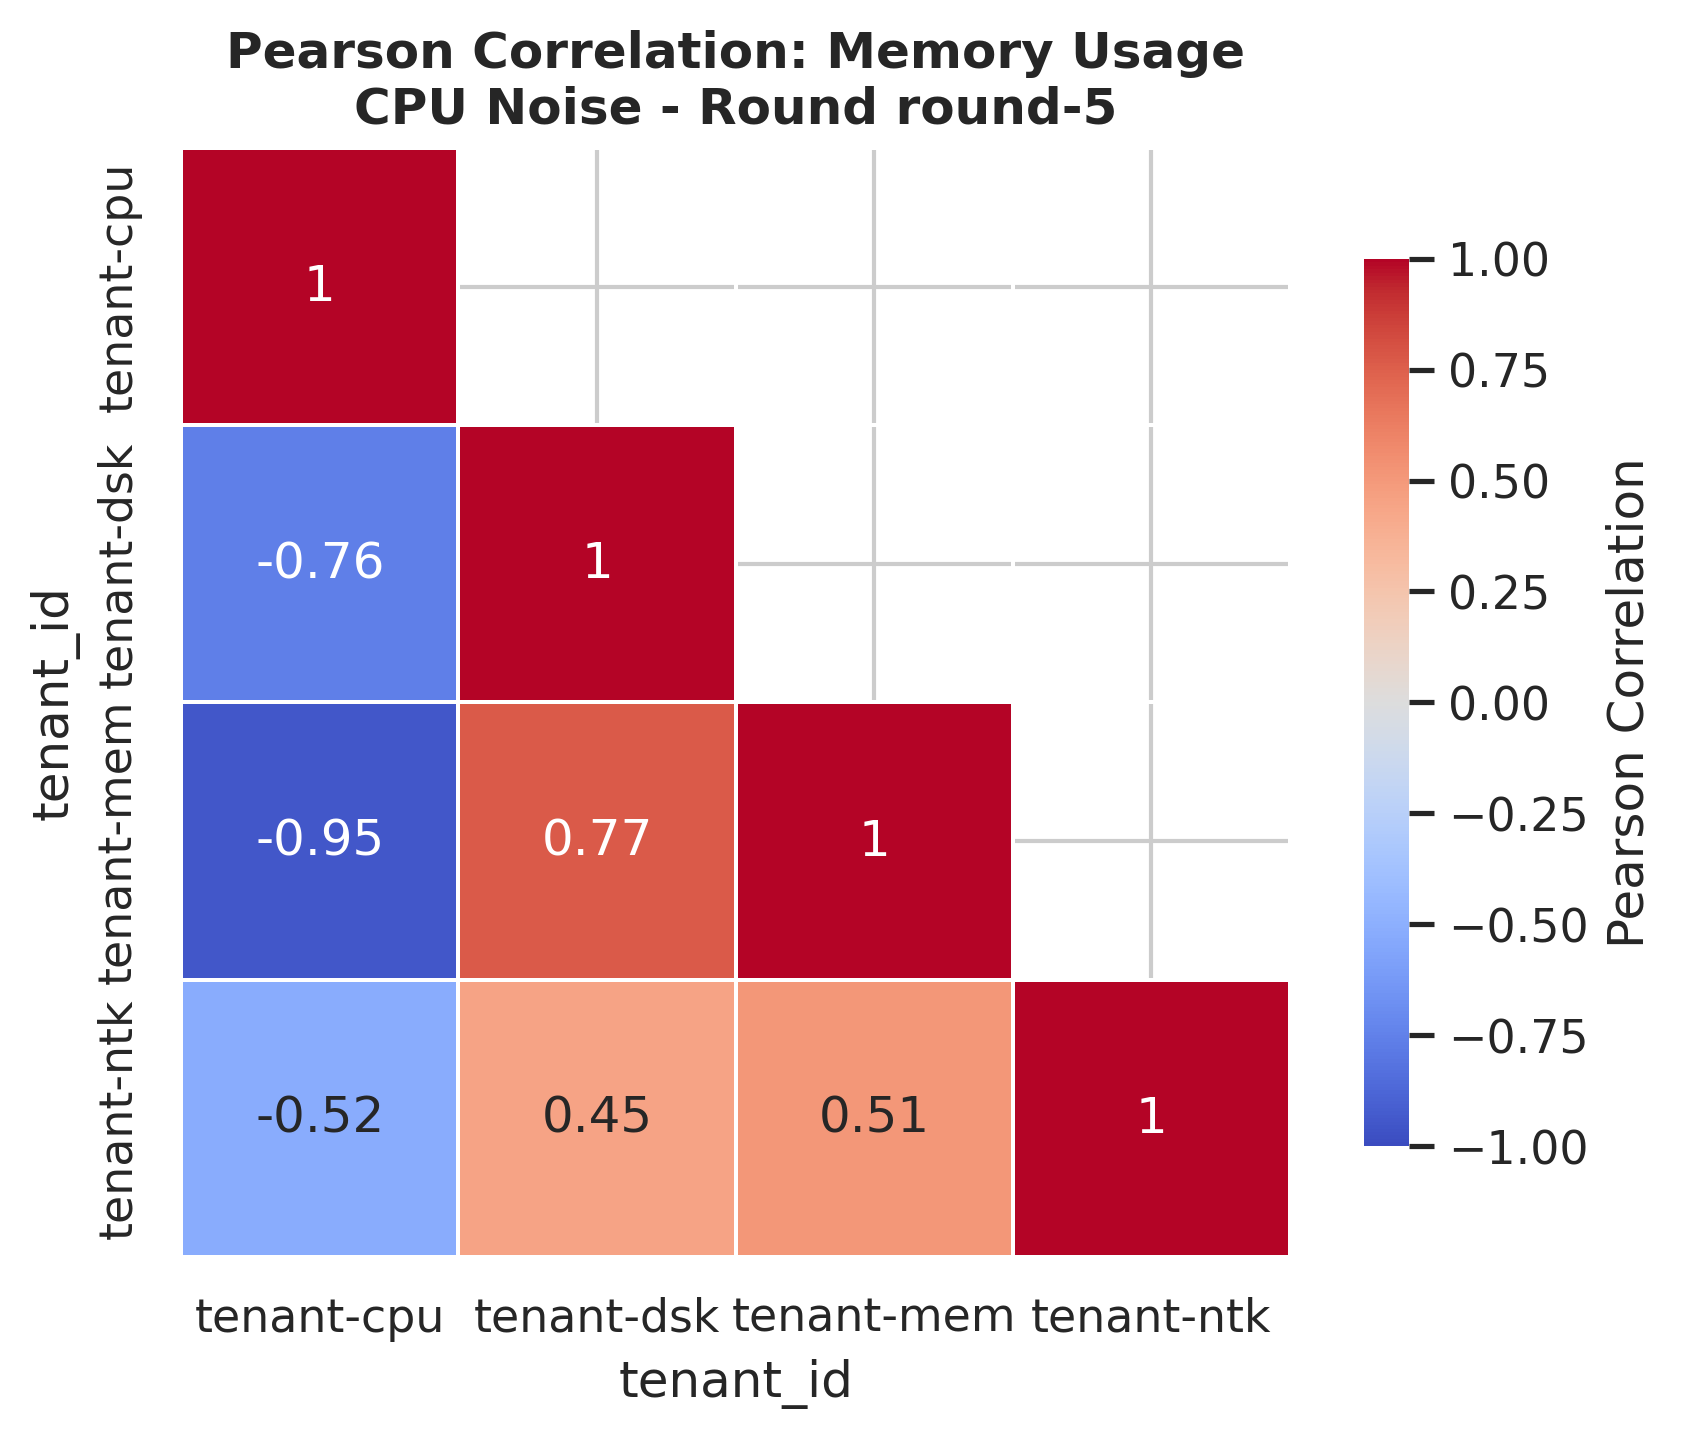 Pearson Correlation: Memory Usage
CPU Noise - Round round-5
tenant_id
tenant-cpu
tenant-dsk
tenant-mem
tenant-ntk
1
-0.76
1
-0.95
0.77
1
-0.52
0.45
0.51
1
tenant-cpu
tenant-dsk
tenant-mem
tenant-ntk
tenant_id
1.00
0.75
0.50
0.25
0.00
−0.25
−0.50
−0.75
−1.00
Pearson Correlation